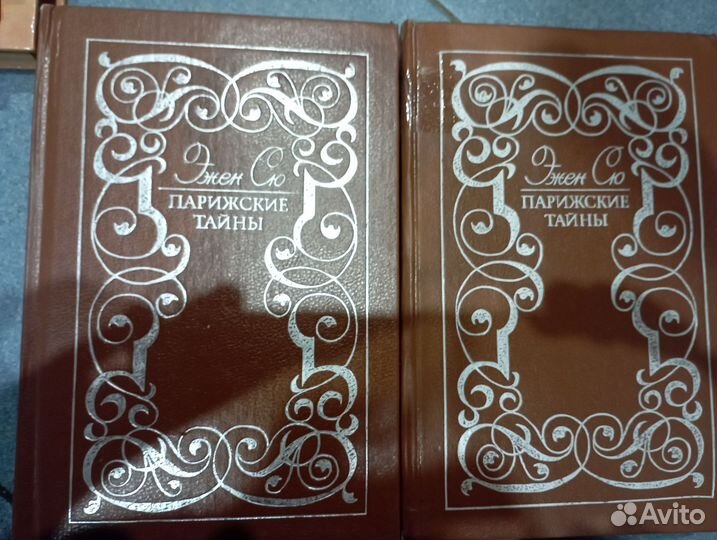 Эжен Сю
ПАРИЖСКИЕ
ТАЙНЫ
Эжен Сю
ПАРИЖСКИЕ
ТАЙНЫ
Avito